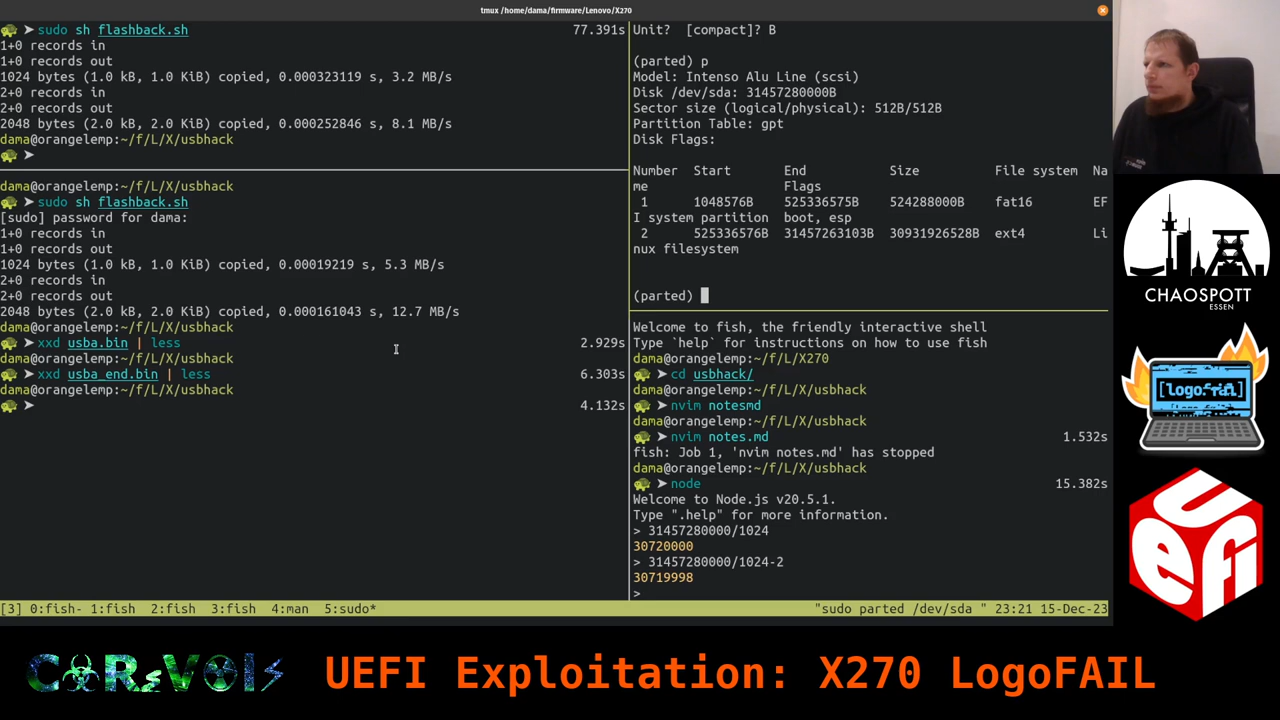 tmux /home/dama/firmware/Lenovo/X270
➤ sudo sh flashback.sh 77.391s
1+0 records in
1+0 records out
1024 bytes (1.0 kB, 1.0 KiB) copied, 0.000323119 s, 3.2 MB/s
2+0 records in
2+0 records out
2048 bytes (2.0 kB, 2.0 KiB) copied, 0.000252846 s, 8.1 MB/s
dama@orangelemp:~/f/L/X/usbhack
➤
dama@orangelemp:~/f/L/X/usbhack
➤ sudo sh flashback.sh
[sudo] password for dama:
1+0 records in
1+0 records out
1024 bytes (1.0 kB, 1.0 KiB) copied, 0.00019219 s, 5.3 MB/s
2+0 records in
2+0 records out
2048 bytes (2.0 kB, 2.0 KiB) copied, 0.000161043 s, 12.7 MB/s
dama@orangelemp:~/f/L/X/usbhack
➤ xxd usba.bin | less 2.929s
dama@orangelemp:~/f/L/X/usbhack
➤ xxd usba_end.bin | less 6.303s
dama@orangelemp:~/f/L/X/usbhack
➤ 4.132s
Unit? [compact]? B
(parted) p
Model: Intenso Alu Line (scsi)
Disk /dev/sda: 31457280000B
Sector size (logical/physical): 512B/512B
Partition Table: gpt
Disk Flags:
Number Start End Size File system Na
me Flags
1 1048576B 525336575B 524288000B fat16 EF
I system partition boot, esp
2 525336576B 31457263103B 30931926528B ext4 Li
nux filesystem
(parted)
Welcome to fish, the friendly interactive shell
Type `help` for instructions on how to use fish
dama@orangelemp:~/f/L/X270
➤ cd usbhack/
dama@orangelemp:~/f/L/X/usbhack
➤ nvim notesmd
dama@orangelemp:~/f/L/X/usbhack
➤ nvim notes.md 1.532s
fish: Job 1, 'nvim notes.md' has stopped
dama@orangelemp:~/f/L/X/usbhack
➤ node 15.382s
Welcome to Node.js v20.5.1.
Type ".help" for more information.
> 31457280000/1024
30720000
> 31457280000/1024-2
30719998
>
[3] 0:fish- 1:fish 2:fish 3:fish 4:man 5:sudo* "sudo parted /dev/sda " 23:21 15-Dec-23
CHAOSPOTT
ESSEN
[logofail]
UEFI
UEFI Exploitation: X270 LogoFAIL